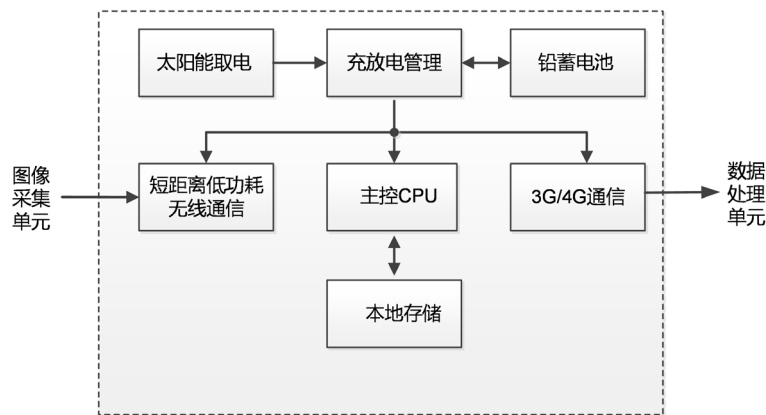 太阳能取电
充放电管理
铅蓄电池
图像
采集
单元
短距离低功耗
无线通信
主控CPU
3G/4G通信
数据
处理
单元
本地存储